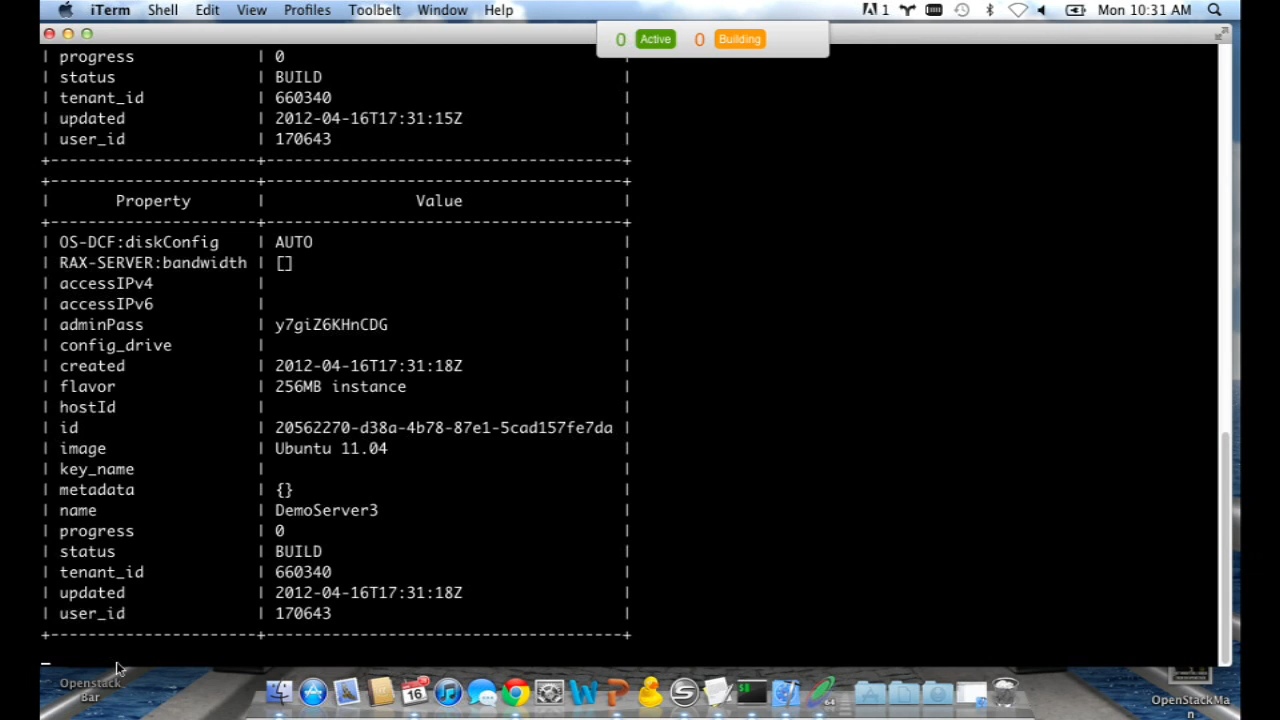 iTerm Shell Edit View Profiles Toolbelt Window Help 1 Mon 10:31 AM
0 Active 0 Building
| progress | 0 |
| status | BUILD |
| tenant_id | 660340 |
| updated | 2012-04-16T17:31:15Z |
| user_id | 170643 |
| Property | Value |
| OS-DCF:diskConfig | AUTO |
| RAX-SERVER:bandwidth | [] |
| accessIPv4 | |
| accessIPv6 | |
| adminPass | y7giZ6KHnCDG |
| config_drive | |
| created | 2012-04-16T17:31:18Z |
| flavor | 256MB instance |
| hostId | |
| id | 20562270-d38a-4b78-87e1-5cad157fe7da |
| image | Ubuntu 11.04 |
| key_name | |
| metadata | {} |
| name | DemoServer3 |
| progress | 0 |
| status | BUILD |
| tenant_id | 660340 |
| updated | 2012-04-16T17:31:18Z |
| user_id | 170643 |
Openstack
Bar
16
64
OpenStackMa
n